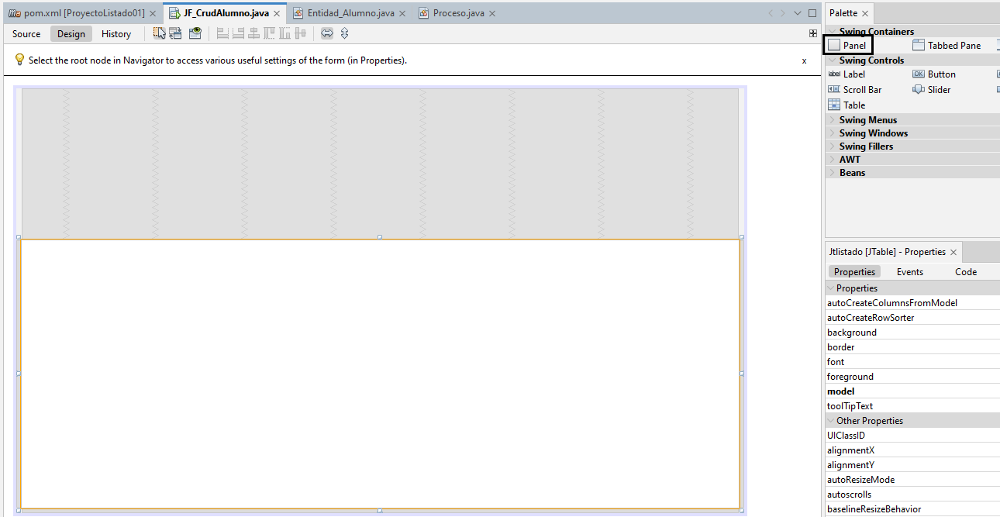 pom.xml [ProyectoListado01] JF_CrudAlumno.java Entidad_Alumno.java Proceso.java
Source Design History
Select the root node in Navigator to access various useful settings of the form (in Properties). x
Palette
Swing Containers
Panel Tabbed Pane
Swing Controls
label Label OK Button
Scroll Bar Slider
Table
Swing Menus
Swing Windows
Swing Fillers
AWT
Beans
Jtlistado [JTable] - Properties
Properties Events Code
Properties
autoCreateColumnsFromModel
autoCreateRowSorter
background
border
font
foreground
model
toolTipText
Other Properties
UIClassID
alignmentX
alignmentY
autoResizeMode
autoscrolls
baselineResizeBehavior